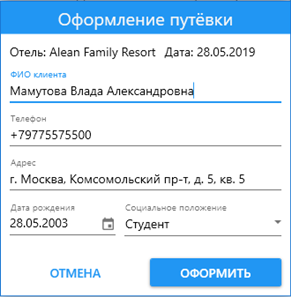 Оформление путёвки
Отель: Alean Family Resort Дата: 28.05.2019
ФИО клиента
Мамутова Влада Александровна
Телефон
+79775575500
Адрес
г. Москва, Комсомольский пр-т, д. 5, кв. 5
Дата рождения Социальное положение
28.05.2003 Студент
ОТМЕНА ОФОРМИТЬ